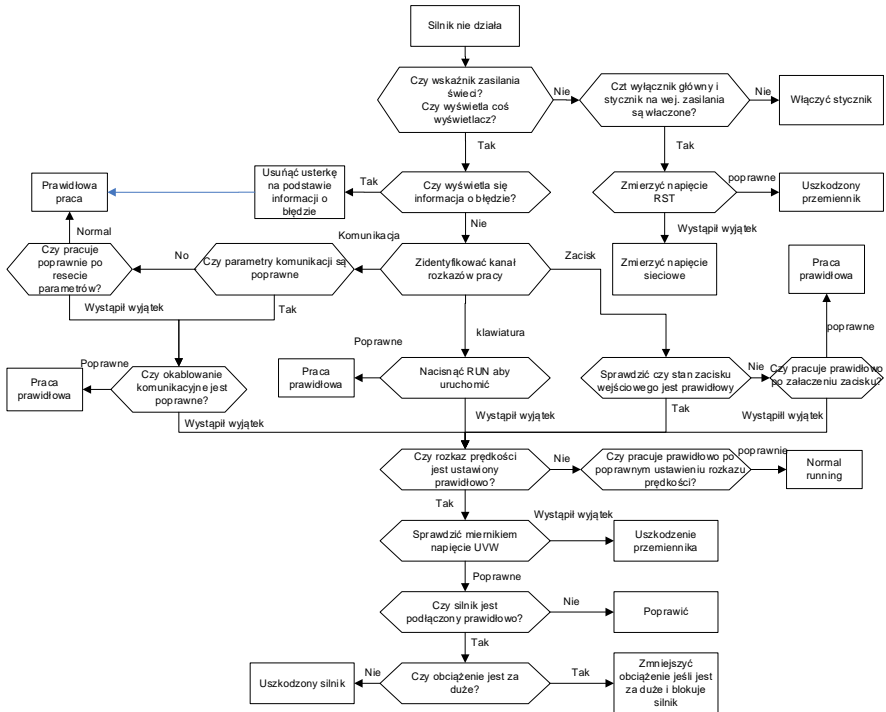 Silnik nie działa
Czy wskaźnik zasilania
świeci?
Czy wyświetla coś
wyświetlacz?
Nie
Czt wyłącznik główny i
stycznik na wej. zasilania
są właczone?
Nie
Włączyć stycznik
Tak
Tak
Prawidłowa
praca
Usuńąć usterkę
na podstawie
informacji o
błędzie
Tak
Czy wyświetla się
informacja o błędzie?
Zmierzyć napięcie
RST
poprawne
Uszkodzony
przemiennik
Normal
Nie
Wystąpił wyjątek
Komunikacja
Czy pracuje
poprawnie po
resecie
parametrów?
No
Czy parametry komunikacji są
poprawne
Zidentyfikować kanał
rozkazów pracy
Zacisk
Zmierzyć napięcie
sieciowe
Praca
prawidłowa
Wystąpił wyjątek
Tak
klawiatura
poprawne
Poprawne
Poprawne
Praca
prawidłowa
Czy okablowanie
komunikacyjne jest
poprawne?
Praca
prawidłowa
Nacisnąć RUN aby
uruchomić
Sprawdzić czy stan zacisku
wejściowego jest prawidłowy
Nie
Czy pracuje prawidłowo
po załaczeniu zacisku?
Wystąpił wyjątek
Wystąpił wyjątek
Tak
Wystąpiłł wyjątek
Czy rozkaz prędkości
jest ustawiony
prawidłowo?
Nie
Czy pracuje prawidłowo po
poprawnym ustawieniu rozkazu
prędkości?
poprawnie
Normal
running
Tak
Wystąpił wyjątek
Sprawdzić miernikiem
napięcie UVW
Uszkodzenie
przemiennika
Poprawne
Czy silnik jest
podłączony prawidłowo?
Nie
Poprawić
Tak
Uszkodzony silnik
Nie
Czy obciążenie jest za
duże?
Tak
Zmniejszyć
obciążenie jeśli jest
za duże i blokuje
silnik